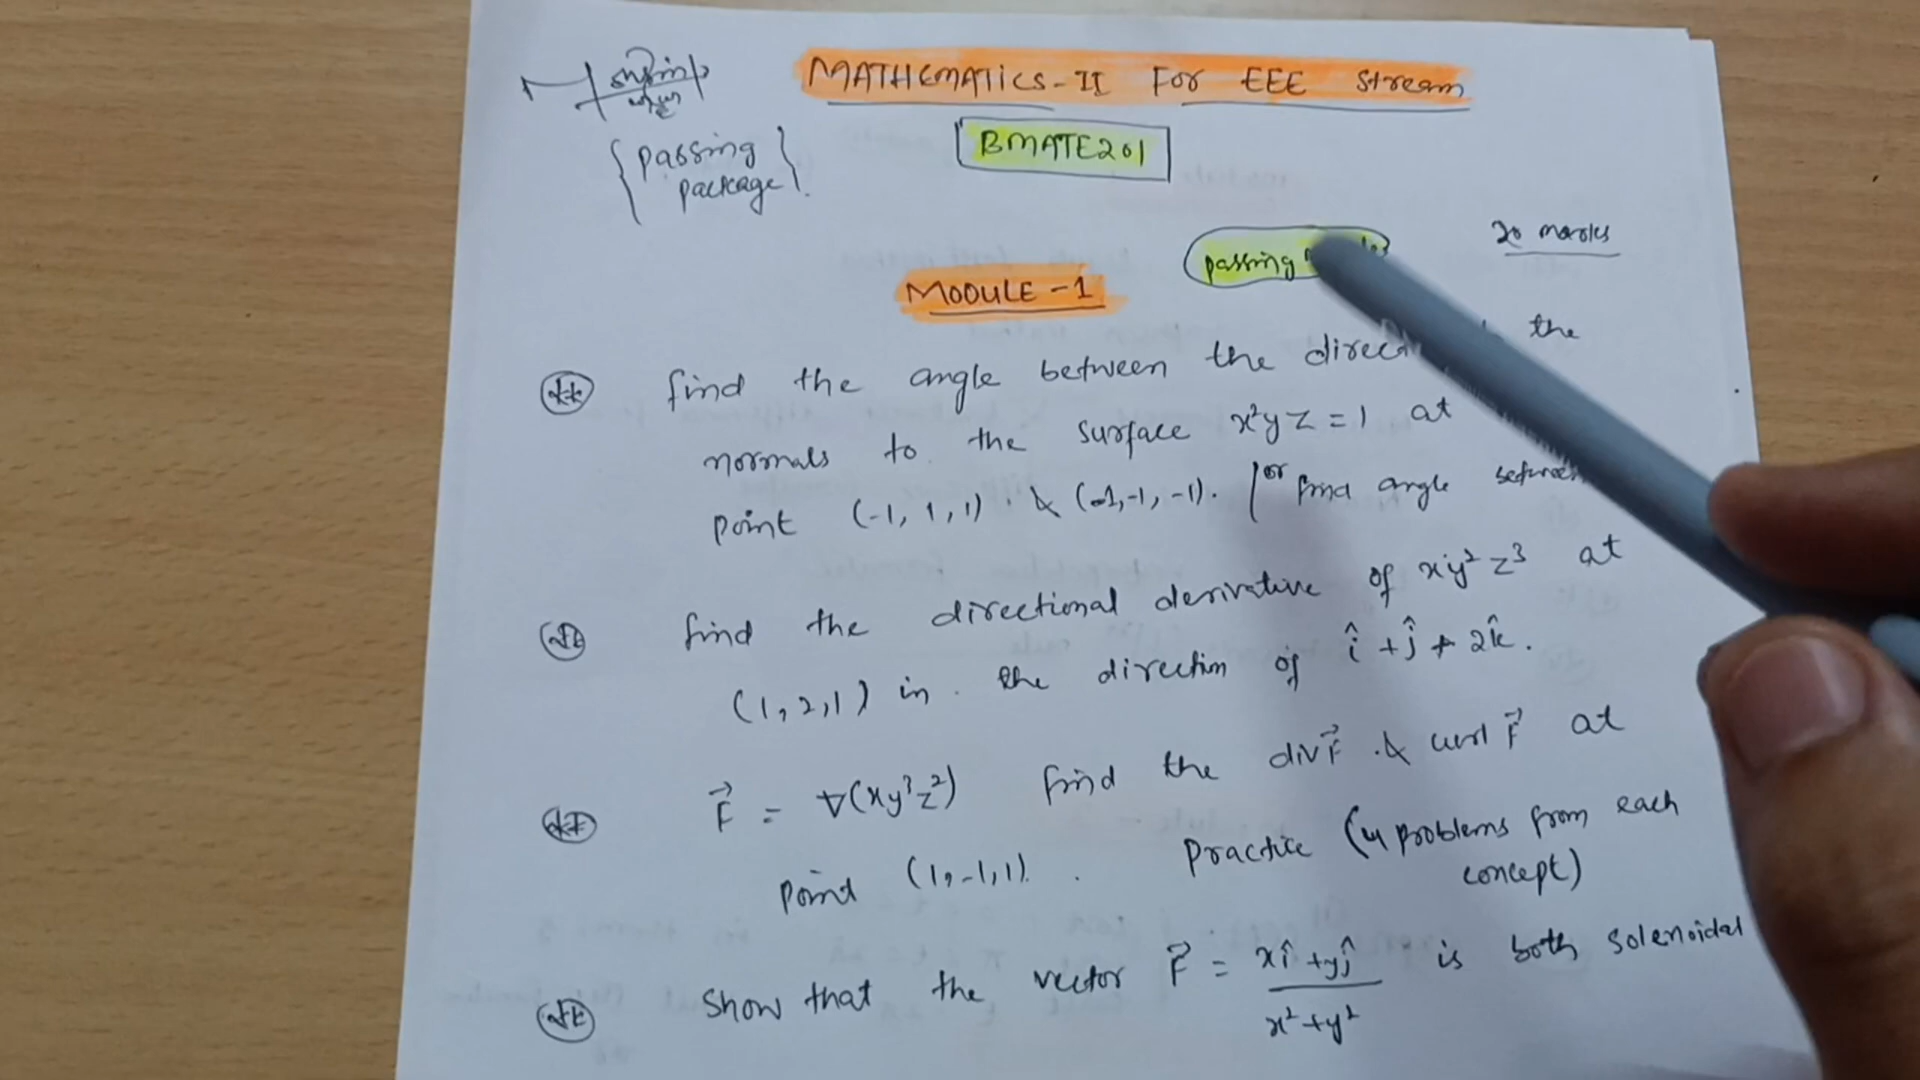 MATHEMATICS-II FOR EEE Stream
{passing package}.
BMATE201
passing
20 marks
MODULE-1
find the angle between the the
normals to the surface x²yz=1 at
point (-1, 1, 1) & (-1,-1,-1). | or find angle between
find the directional derivative of xy²z³ at
(1,2,1) in the direction of î + ĵ + 2k̂.
F⃗ = ∇(xy³z²) find the div F⃗ & curl F⃗ at
point (1,-1,1). Practice (4 problems from each
concept)
Show that the vector F⃗ = xî+yĵ / x²+y² is both solenoidal